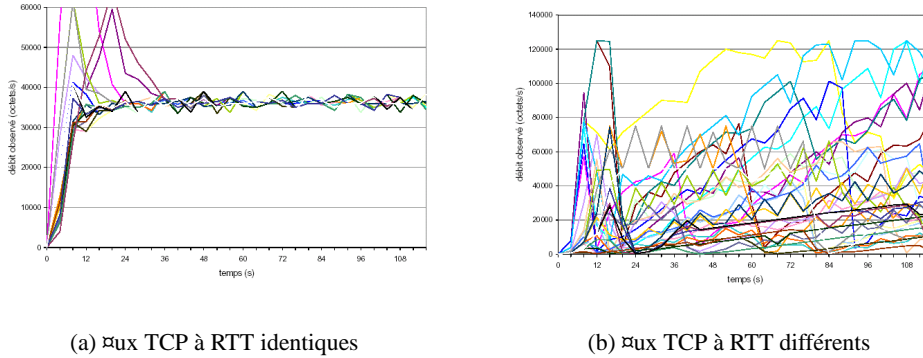 60000
50000
40000
30000
20000
10000
0
débit observé (octets/s)
0 12 24 36 48 60 72 84 96 108
temps (s)
140000
120000
100000
80000
60000
40000
20000
0
débit observé (octets/s)
0 12 24 36 48 60 72 84 96 108
temps (s)
(a) ¤ux TCP à RTT identiques
(b) ¤ux TCP à RTT différents